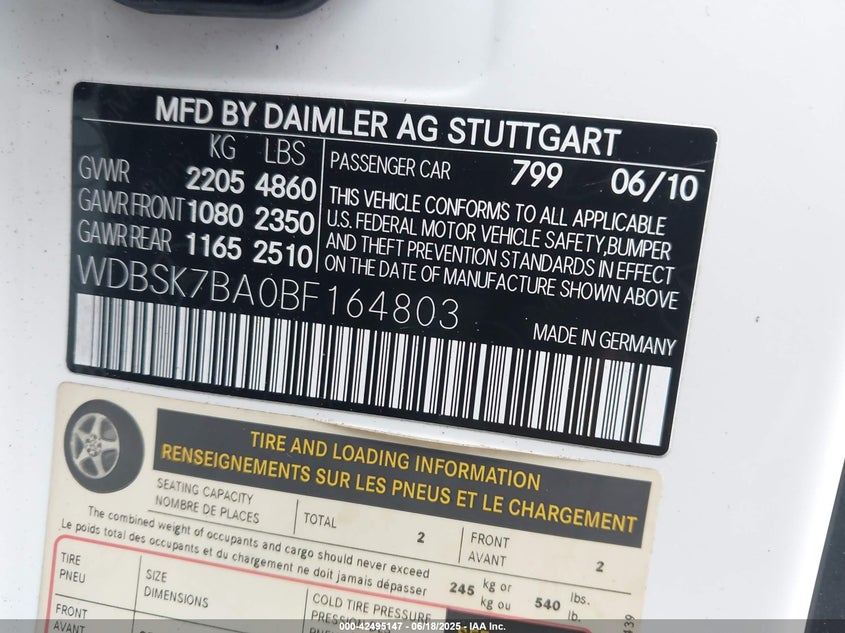 MFD BY DAIMLER AG STUTTGART
KG LBS
GVWR 2205 4860
GAWR FRONT 1080 2350
GAWR REAR 1165 2510
PASSENGER CAR 799 06/10
THIS VEHICLE CONFORMS TO ALL APPLICABLE
U.S. FEDERAL MOTOR VEHICLE SAFETY,BUMPER
AND THEFT PREVENTION STANDARDS IN EFFECT
ON THE DATE OF MANUFACTURE SHOWN ABOVE
WDBSK7BA0BF164803
MADE IN GERMANY
TIRE AND LOADING INFORMATION
RENSEIGNEMENTS SUR LES PNEUS ET LE CHARGEMENT
SEATING CAPACITY
NOMBRE DE PLACES
TOTAL 2
FRONT
AVANT 2
The combined weight of occupants and cargo should never exceed
Le poids total des occupants et du chargement ne doit jamais dépasser
245 kg or
kg ou
540 lbs.
lb.
TIRE
PNEU
SIZE
DIMENSIONS
COLD TIRE PRESSURE
FRONT
AVANT
000-42495147 - 06/18/2025 - IAA Inc.